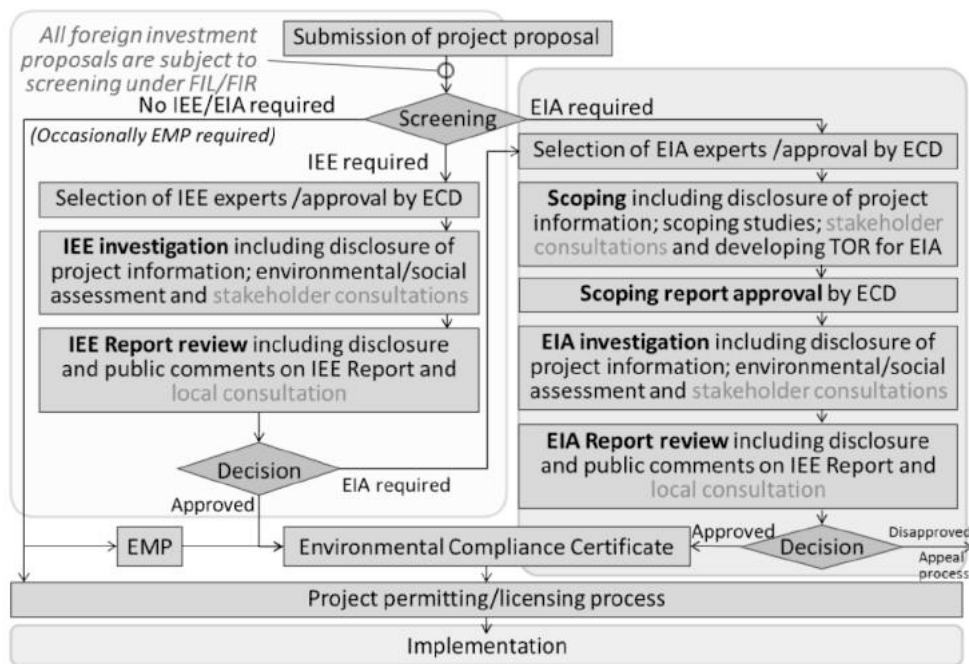 All foreign investment
proposals are subject to
screening under FIL/FIR
Submission of project proposal
No IEE/EIA required
(Occasionally EMP required)
Screening
EIA required
IEE required
Selection of IEE experts /approval by ECD
IEE investigation including disclosure of
project information; environmental/social
assessment and stakeholder consultations
IEE Report review including disclosure
and public comments on IEE Report and
local consultation
Decision
EIA required
Approved
Selection of EIA experts /approval by ECD
Scoping including disclosure of project
information; scoping studies; stakeholder
consultations and developing TOR for EIA
Scoping report approval by ECD
EIA investigation including disclosure of
project information; environmental/social
assessment and stakeholder consultations
EIA Report review including disclosure
and public comments on IEE Report and
local consultation
Approved
Decision
Disapproved
Appeal
process
EMP
Environmental Compliance Certificate
Project permitting/licensing process
Implementation